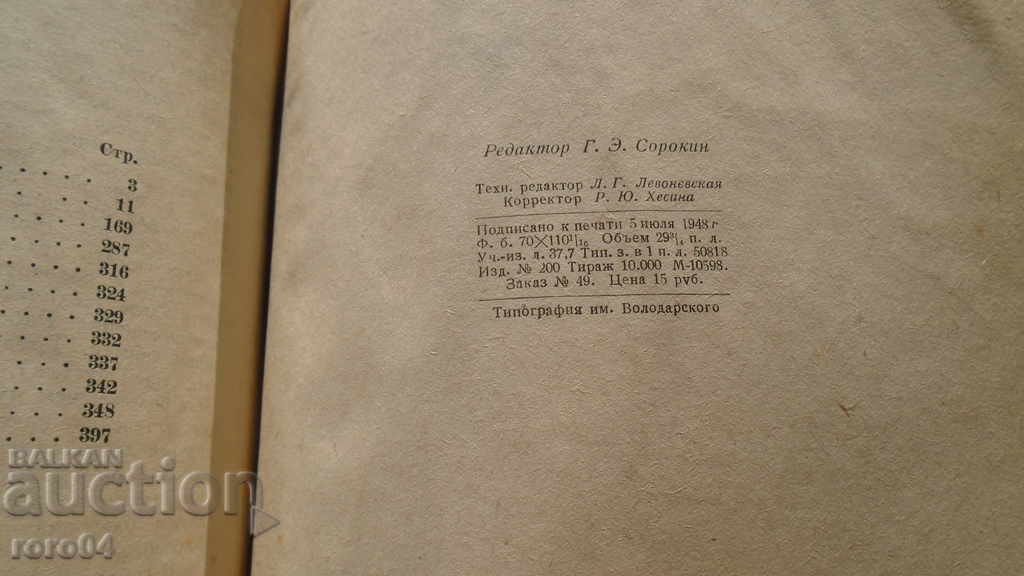 Стр.
3
11
169
287
316
324
329
332
337
342
348
397
Редактор Г. Э. Сорокин
Техн. редактор Л. Г. Левоневская
Корректор Р. Ю. Хесина
Подписано к печати 5 июля 1948 г
Ф. б. 70×110¹/₁₆ Объем 29³/₄ п. л.
Уч.-из. л. 37,7 Тип. з. в 1 п. л. 50818
Изд. № 200 Тираж 10.000 М-10598.
Заказ № 49. Цена 15 руб.
Типография им. Володарского
BALKAN
auction
roro04